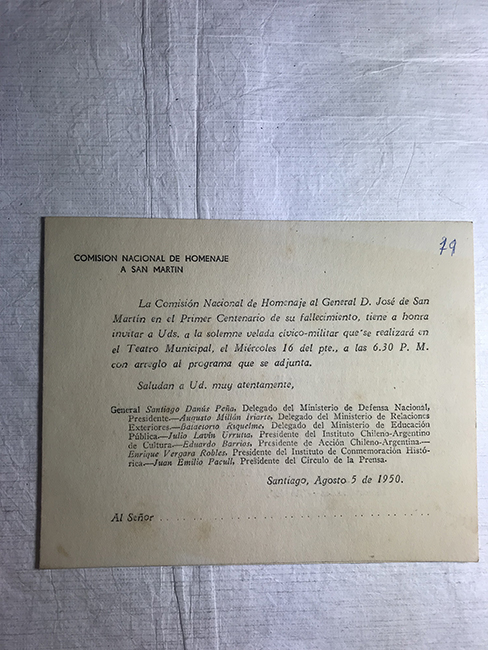 79
COMISION NACIONAL DE HOMENAJE
A SAN MARTIN
La Comisión Nacional de Homenaje al General D. José de San
Martín en el Primer Centenario de su fallecimiento, tiene a honra
invitar a Uds. a la solemne velada cívico-militar que se realizará en
el Teatro Municipal, el Miércoles 16 del pte., a las 6.30 P. M.
con arreglo al programa que se adjunta.
Saludan a Ud. muy atentamente,
General Santiago Danús Peña, Delegado del Ministerio de Defensa Nacional,
Presidente.—Augusto Millán Iriarte, Delegado del Ministerio de Relaciones
Exteriores.—Baldetorio Riquelme, Delegado del Ministerio de Educación
Pública.—Julio Lavín Urrutia, Presidente del Instituto Chileno-Argentino
de Cultura.—Eduardo Barrios, Presidente de Acción Chileno-Argentina.—
Enrique Vergara Robles, Presidente del Instituto de Conmemoración Histó-
rica.—Juan Emilio Pacull, Presidente del Círculo de la Prensa.
Santiago, Agosto 5 de 1950.
Al Señor . . . . . . . . . . . . . . . . . . . . . . . . . . . . . . . . . . . .